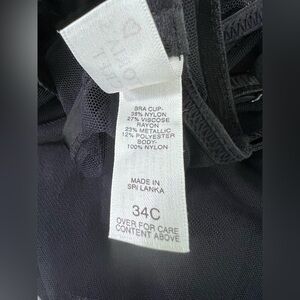 BRA CUP-
38% NYLON
27% VISCOSE
RAYON
23% METALLIC
12% POLYESTER
BODY-
100% NYLON
MADE IN
SRI LANKA
34C
OVER FOR CARE
CONTENT ABOVE